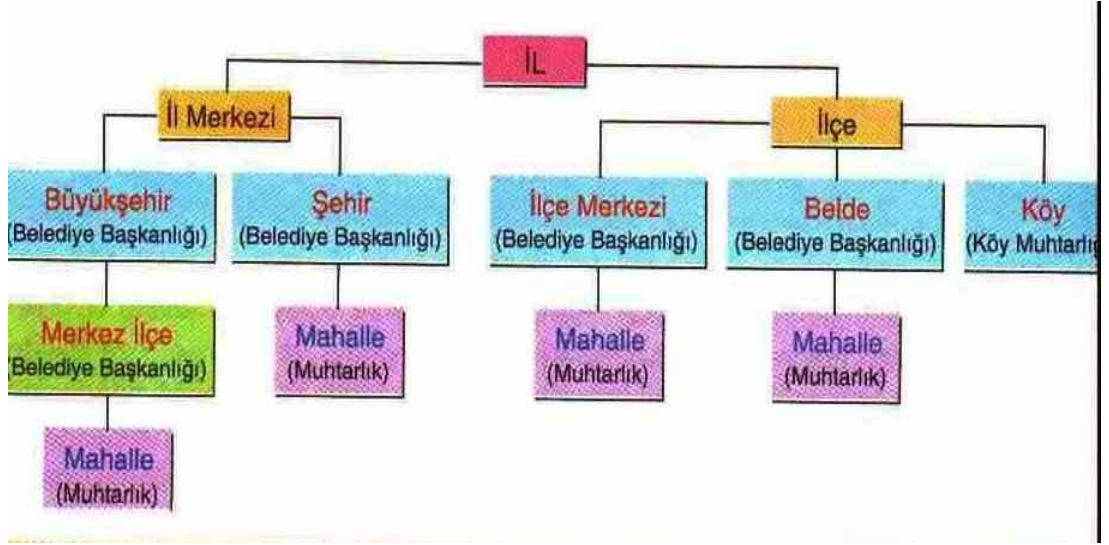 İL
İl Merkezi
İlçe
Büyükşehir
(Belediye Başkanlığı)
Şehir
(Belediye Başkanlığı)
İlçe Merkezi
(Belediye Başkanlığı)
Belde
(Belediye Başkanlığı)
Köy
(Köy
Merkez İlçe
(Belediye Başkanlığı)
Mahalle
(Muhtarlık)
Mahalle
(Muhtarlık)
Mahalle
(Muhtarlık)
Mahalle
(Muhtarlık)